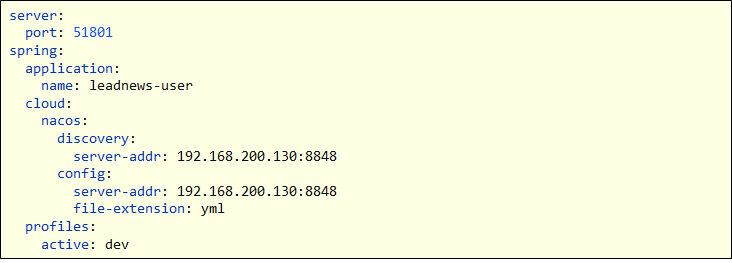 server:
  port: 51801
spring:
  application:
    name: leadnews-user
  cloud:
    nacos:
      discovery:
        server-addr: 192.168.200.130:8848
      config:
        server-addr: 192.168.200.130:8848
        file-extension: yml
  profiles:
    active: dev